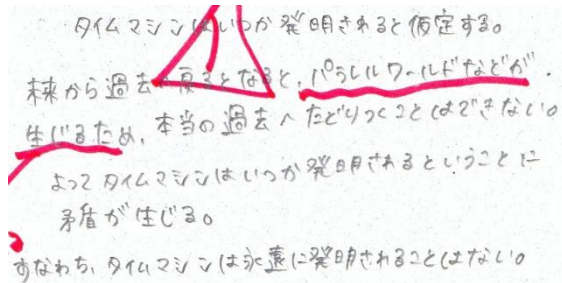 タイムマシンはいつか発明されると仮定する。
未来から過去へ戻るとなると、パラレルワールドなどが
生じるため、本当の過去へたどりつくことはできない。
よってタイムマシンはいつか発明されるということに
矛盾が生じる。
すなわち、タイムマシンは永遠に発明されることはない。